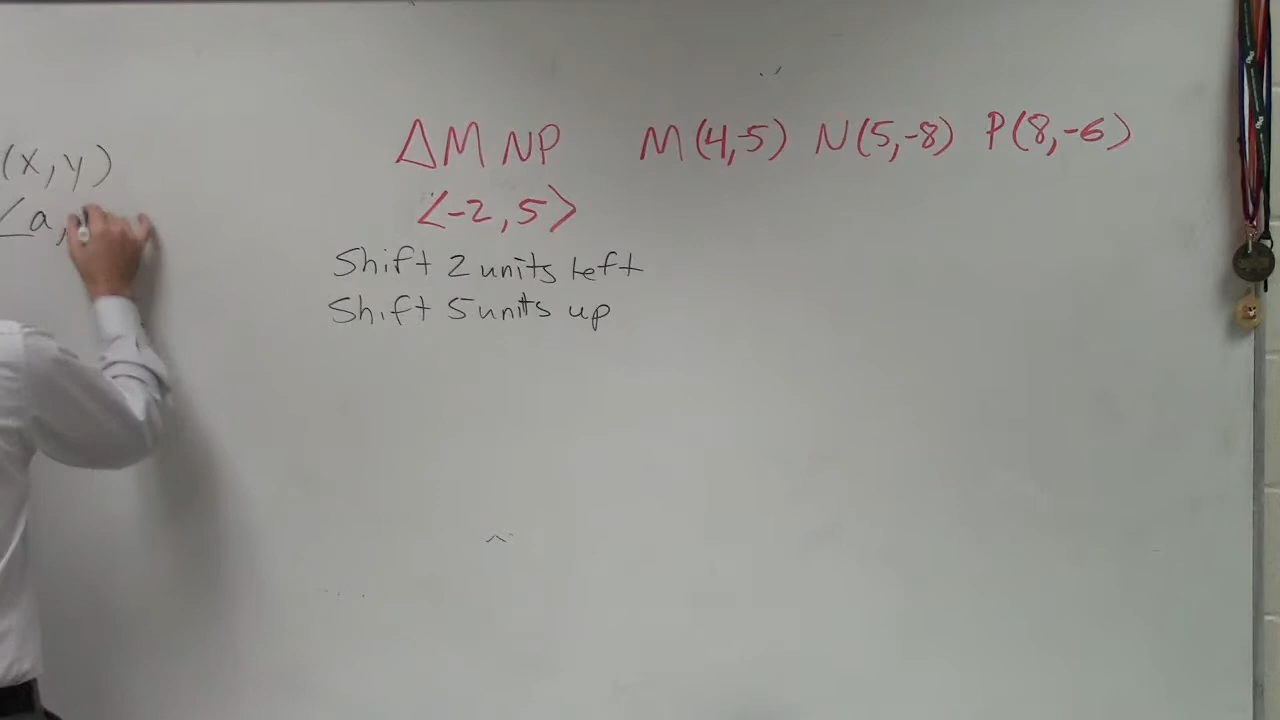 (x,y)
<a,
ΔMNP M(4,-5) N(5,-8) P(8,-6)
<-2,5>
Shift 2 units left
Shift 5 units up